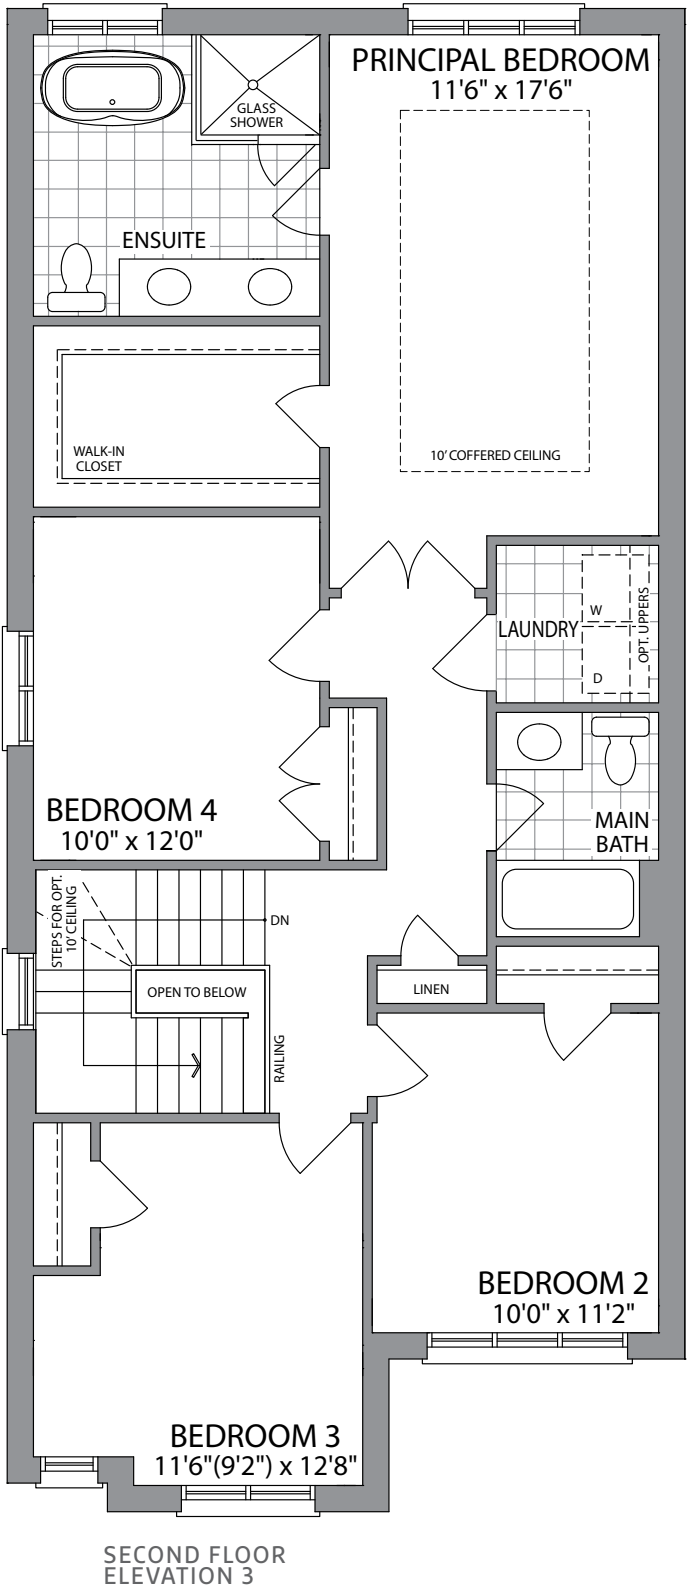 PRINCIPAL BEDROOM
11'6" x 17'6"
GLASS
SHOWER
ENSUITE
WALK-IN
CLOSET
10' COFFERED CEILING
LAUNDRY
W
D
OPT. UPPERS
BEDROOM 4
10'0" x 12'0"
MAIN
BATH
STEPS FOR OPT.
10' CEILING
DN
OPEN TO BELOW
LINEN
RAILING
BEDROOM 2
10'0" x 11'2"
BEDROOM 3
11'6"(9'2") x 12'8"
SECOND FLOOR
ELEVATION 3